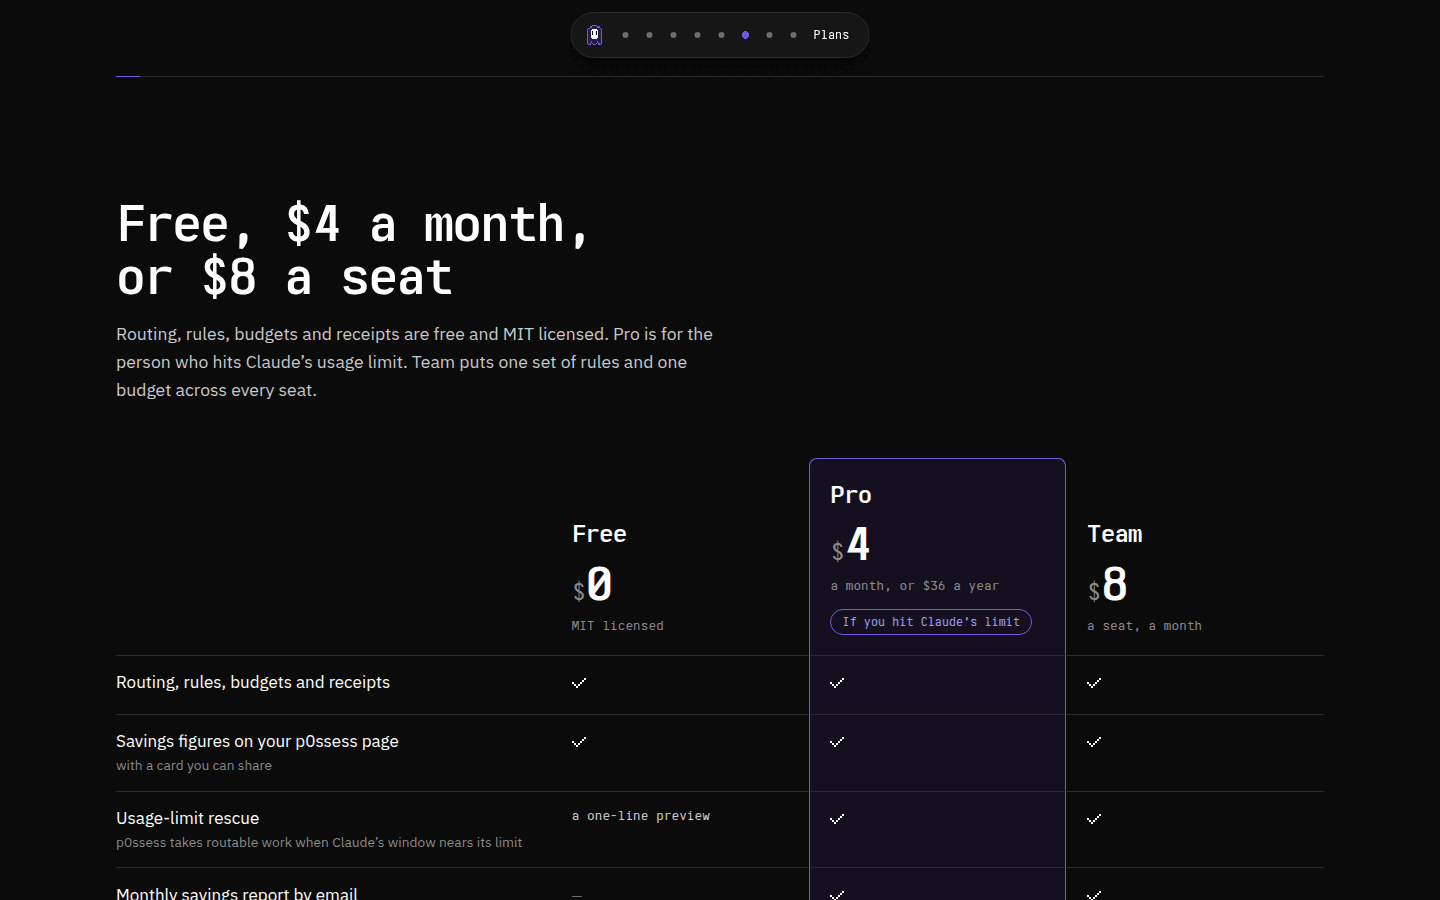 Plans
Free, $4 a month,
or $8 a seat
Routing, rules, budgets and receipts are free and MIT licensed. Pro is for the
person who hits Claude’s usage limit. Team puts one set of rules and one
budget across every seat.
Free
$0
MIT licensed
Pro
$4
a month, or $36 a year
If you hit Claude’s limit
Team
$8
a seat, a month
Routing, rules, budgets and receipts
Savings figures on your p0ssess page
with a card you can share
Usage-limit rescue
a one-line preview
p0ssess takes routable work when Claude’s window nears its limit
Monthly savings report by email
—